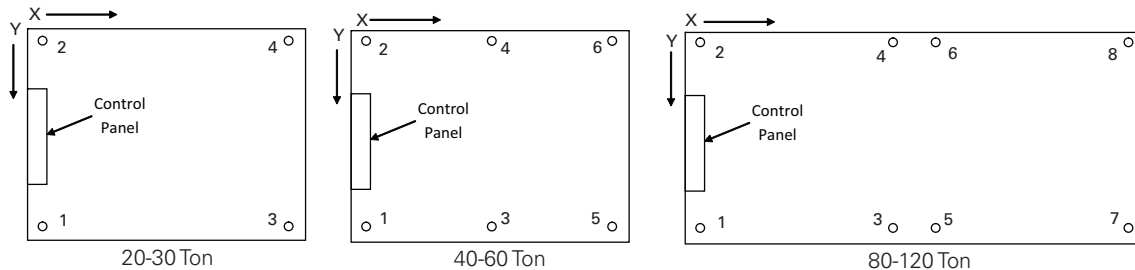 X
Y
2
4
Control
Panel
1
3
20-30 Ton
X
Y
2
4
6
Control
Panel
1
3
5
40-60 Ton
X
Y
2
4
6
8
Control
Panel
1
3
5
7
80-120 Ton